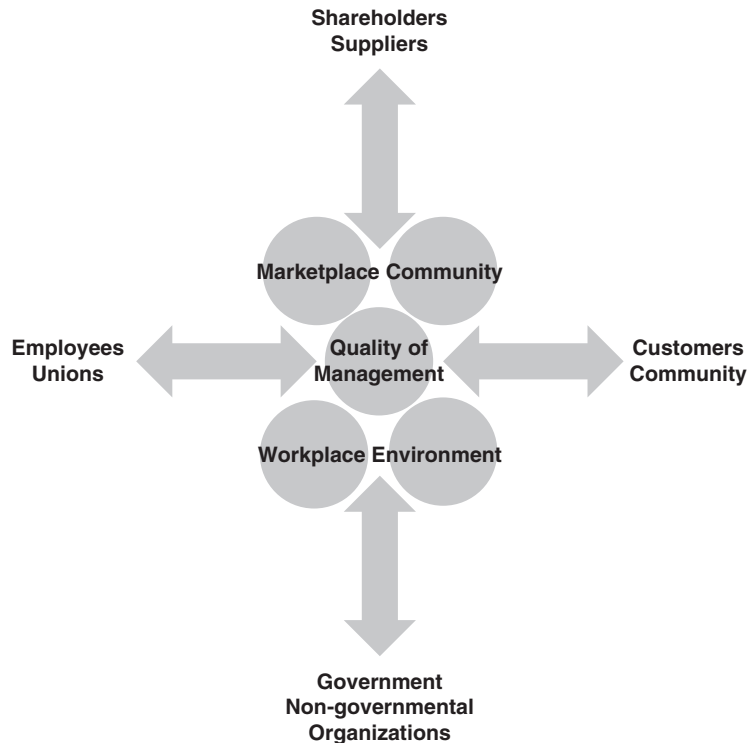 Shareholders
Suppliers
Marketplace Community
Employees
Unions
Quality of
Management
Customers
Community
Workplace Environment
Government
Non-governmental
Organizations